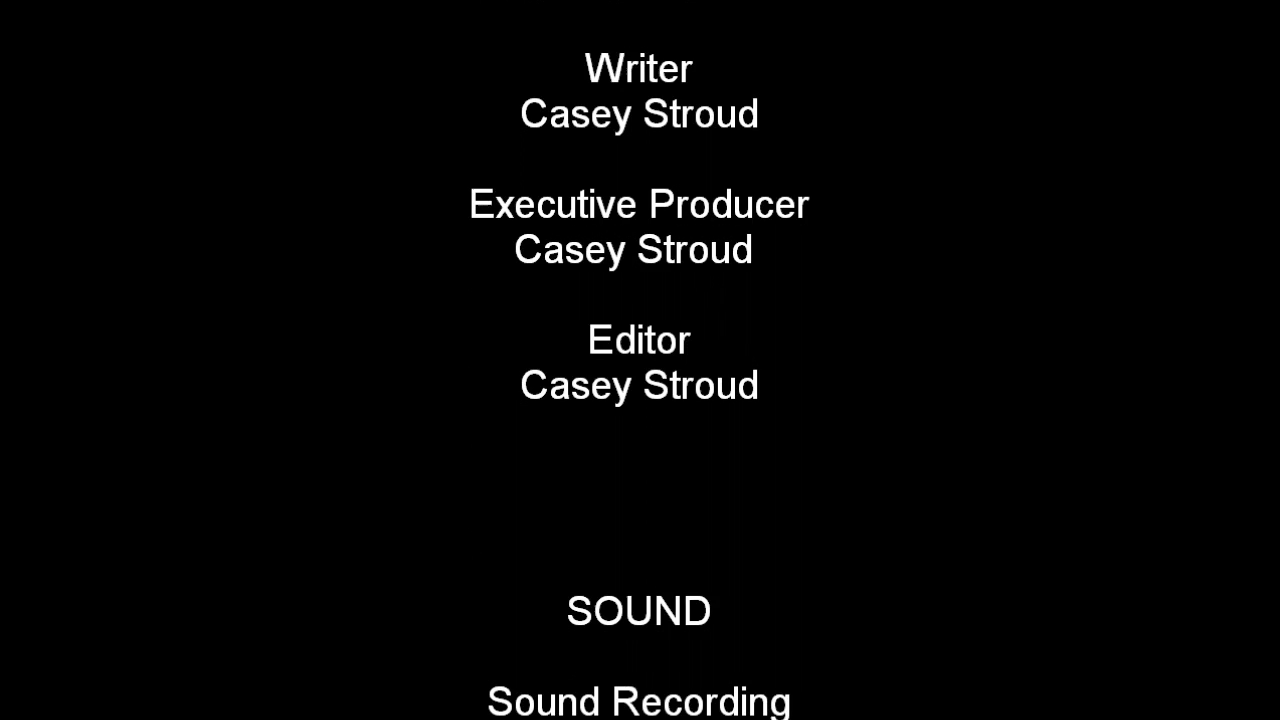 Writer
Casey Stroud
Executive Producer
Casey Stroud
Editor
Casey Stroud
SOUND
Sound Recording